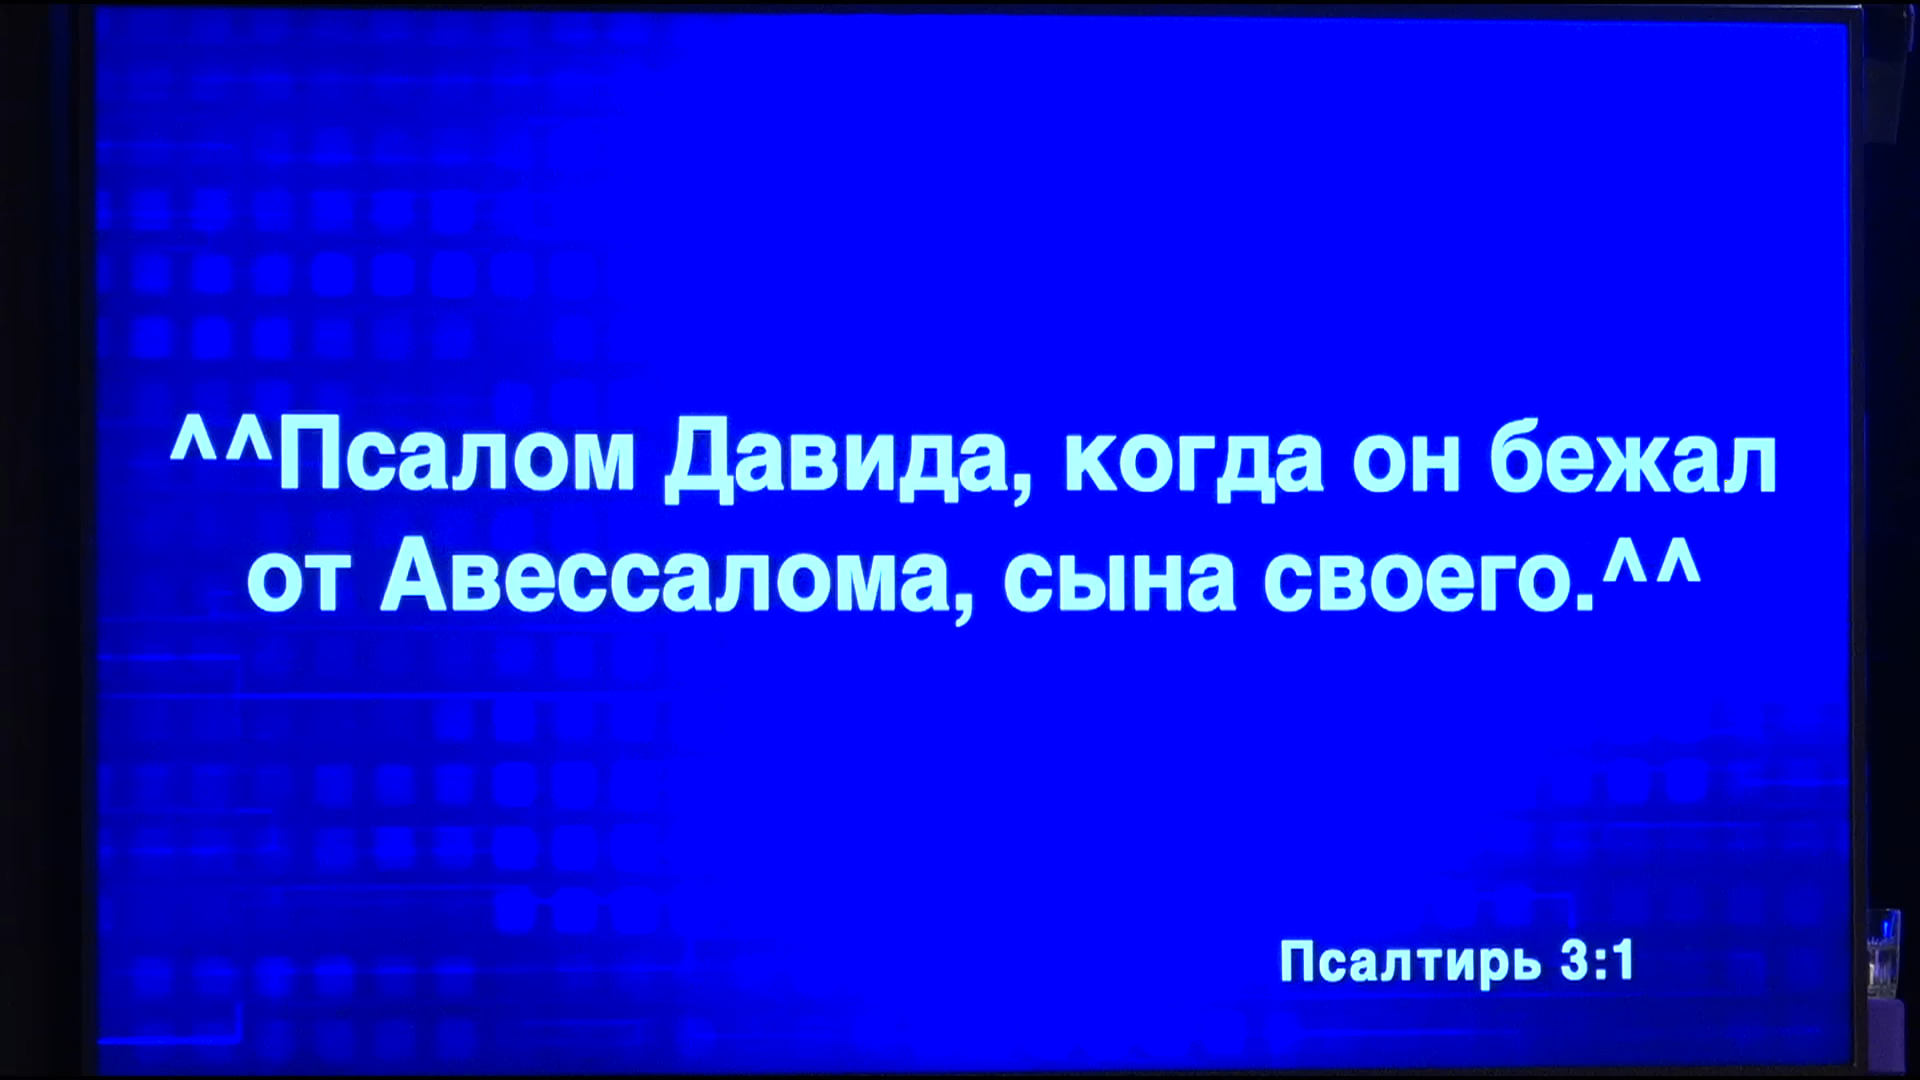 ^^Псалом Давида, когда он бежал
от Авессалома, сына своего.^^
Псалтирь 3:1